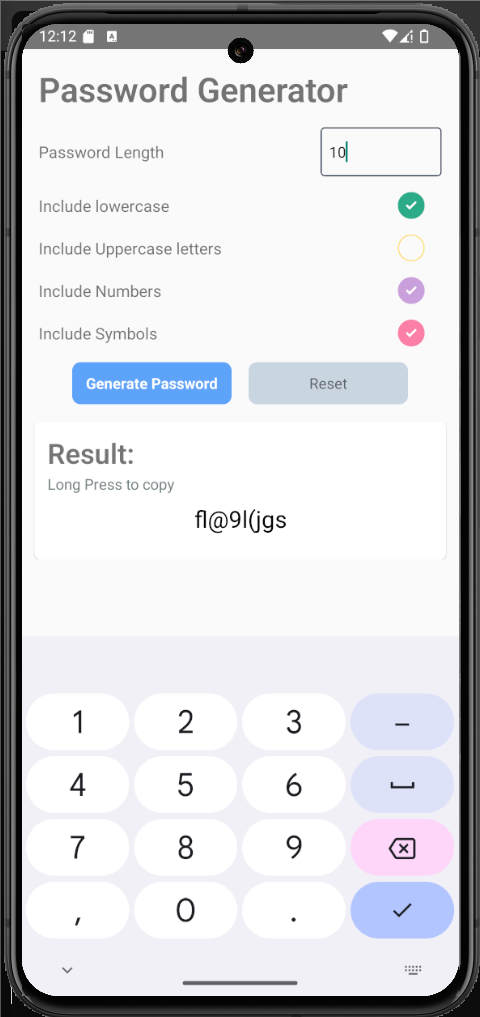 12:12
Password Generator
Password Length 10
Include lowercase
Include Uppercase letters
Include Numbers
Include Symbols
Generate Password Reset
Result:
Long Press to copy
fl@9l(jgs
1 2 3 –
4 5 6
7 8 9
, 0 .